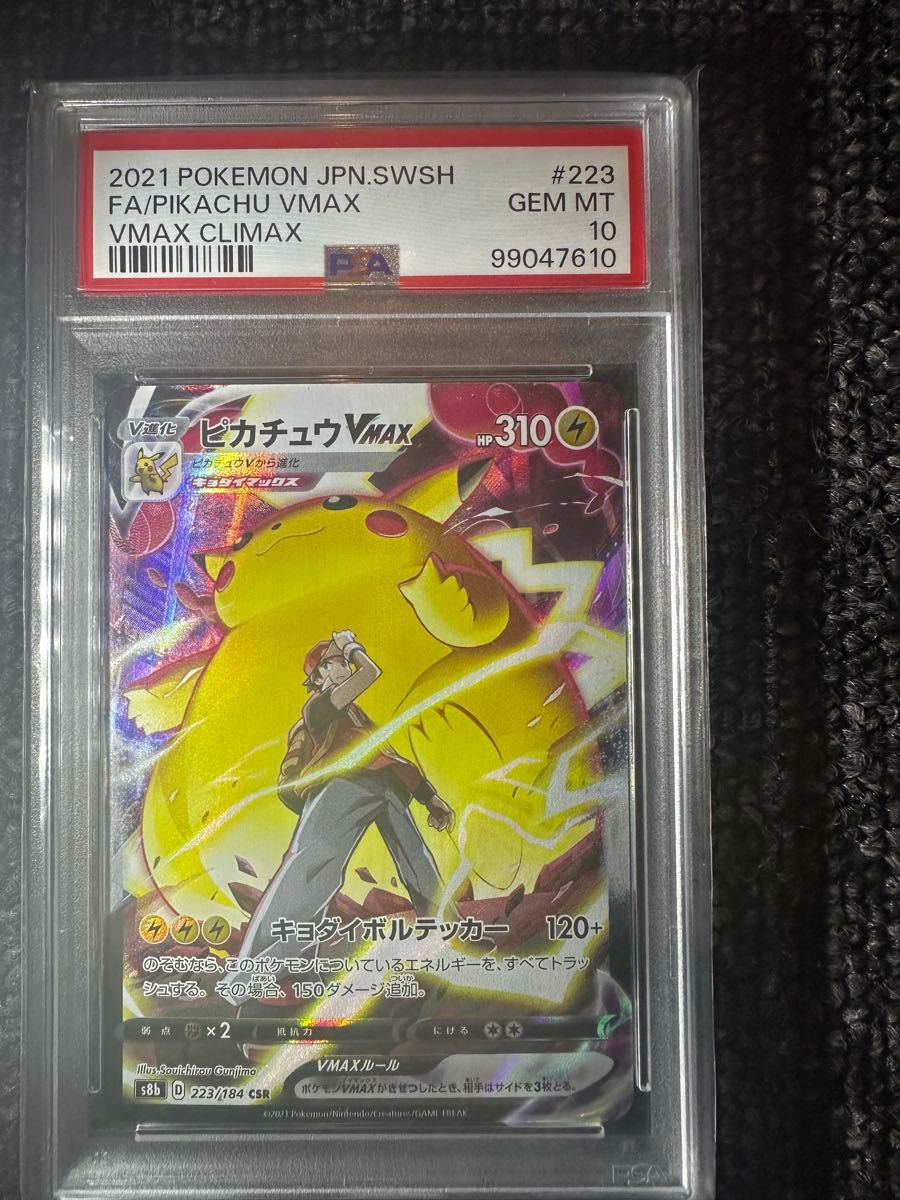 2021 POKEMON JPN.SWSH #223
FA/PIKACHU VMAX GEM MT
VMAX CLIMAX 10
PSA 99047610
V進化 ピカチュウVMAX HP310
ピカチュウVから進化
キョダイマックス
キョダイボルテッカー 120+
のぞむなら、このポケモンについているエネルギーを、すべてトラッ
シュする。その場合、150ダメージ追加。
弱点 ×2 抵抗力 にげる
Illus.Souichirou Gunjima
VMAXルール
ポケモンVMAXがきぜつしたとき、相手はサイドを3枚とる。
s8b D 223/184 CSR
©2021 Pokémon/Nintendo/Creatures/GAME FREAK
PSA